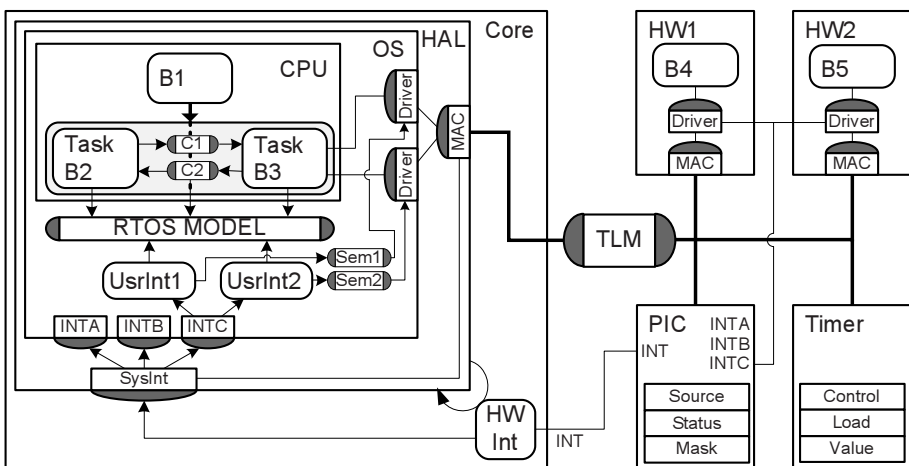 Core
HAL
OS
CPU
B1
Task
B2
C1
C2
Task
B3
Driver
Driver
MAC
RTOS MODEL
UsrInt1
UsrInt2
Sem1
Sem2
INTA
INTB
INTC
SysInt
HW
Int
INT
TLM
HW1
B4
Driver
MAC
HW2
B5
Driver
MAC
PIC
INTA
INTB
INTC
INT
Source
Status
Mask
Timer
Control
Load
Value